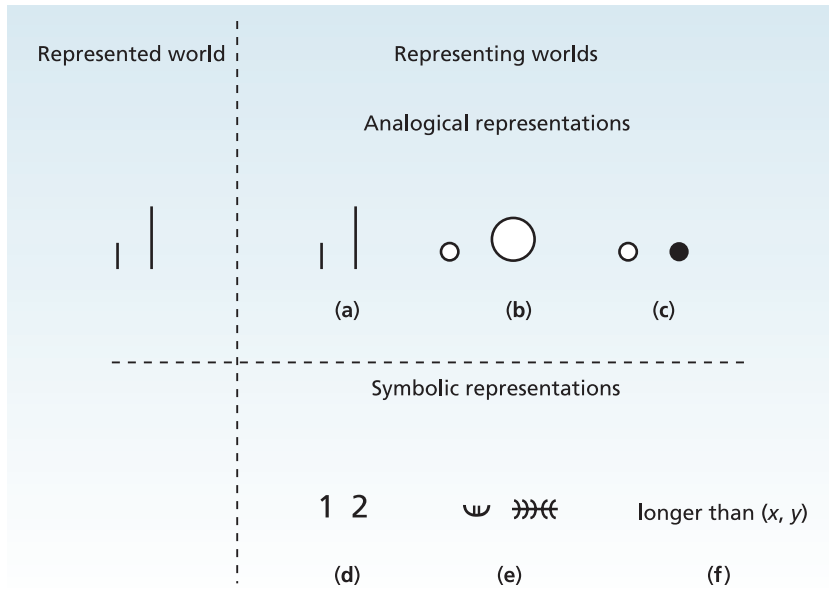 Represented world
Representing worlds
Analogical representations
(a)
(b)
(c)
Symbolic representations
1 2
longer than (x, y)
(d)
(e)
(f)